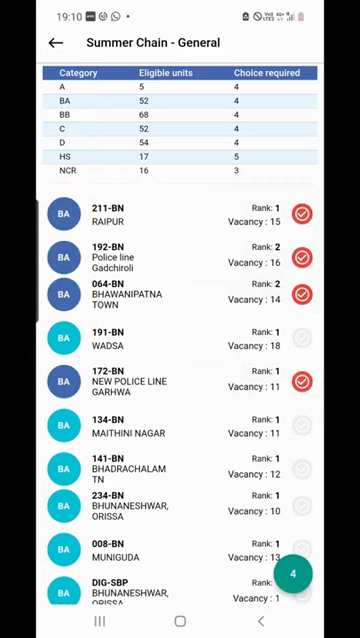 19:10
Summer Chain - General
Category Eligible units Choice required
A 5 4
BA 52 4
BB 68 4
C 52 4
D 54 4
HS 17 5
NCR 16 3
BA 211-BN Rank: 1
RAIPUR Vacancy : 15
BA 192-BN Rank: 2
Police line Vacancy : 16
Gadchiroli
BA 064-BN Rank: 2
BHAWANIPATNA Vacancy : 14
TOWN
BA 191-BN Rank: 1
WADSA Vacancy : 18
BA 172-BN Rank: 1
NEW POLICE LINE Vacancy : 11
GARHWA
BA 134-BN Rank: 1
MAITHINI NAGAR Vacancy : 11
BA 141-BN Rank: 1
BHADRACHALAM Vacancy : 12
TN
BA 234-BN Rank: 1
BHUNANESHWAR, Vacancy : 10
ORISSA
BA 008-BN Rank: 1
MUNIGUDA Vacancy : 13
4
BA DIG-SBP Rank:
BHUNANESHWAR, Vacancy : 1
ORISSA